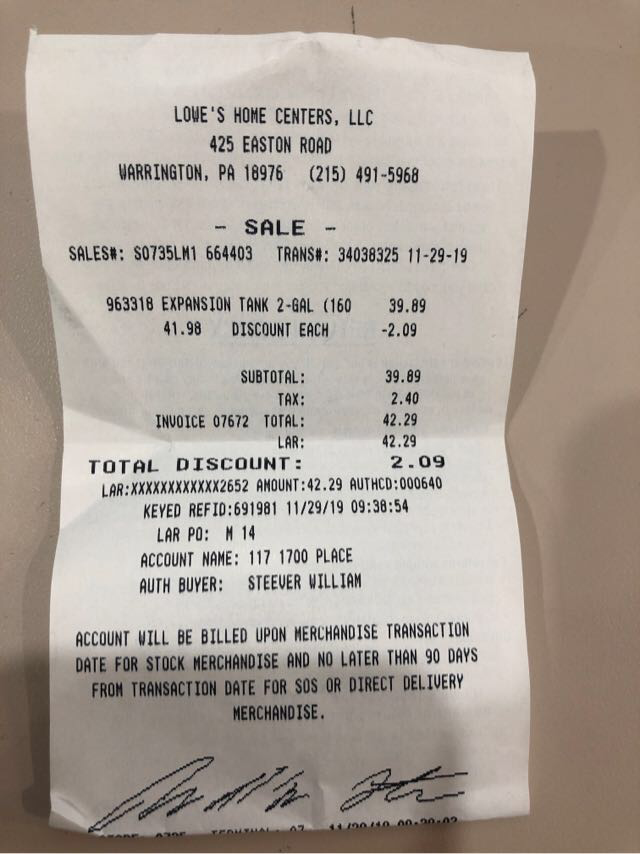 LOWE'S HOME CENTERS, LLC
425 EASTON ROAD
WARRINGTON, PA 18976 (215) 491-5968
- SALE -
SALES#: S0735LM1 664403 TRANS#: 34038325 11-29-19
963318 EXPANSION TANK 2-GAL (160 39.89
41.98 DISCOUNT EACH -2.09
SUBTOTAL: 39.89
TAX: 2.40
INVOICE 07672 TOTAL: 42.29
LAR: 42.29
TOTAL DISCOUNT: 2.09
LAR:XXXXXXXXXXXX2652 AMOUNT:42.29 AUTHCD:000640
KEYED REFID:691981 11/29/19 09:38:54
LAR PO: M 14
ACCOUNT NAME: 117 1700 PLACE
AUTH BUYER: STEEVER WILLIAM
ACCOUNT WILL BE BILLED UPON MERCHANDISE TRANSACTION
DATE FOR STOCK MERCHANDISE AND NO LATER THAN 90 DAYS
FROM TRANSACTION DATE FOR SOS OR DIRECT DELIVERY
MERCHANDISE.